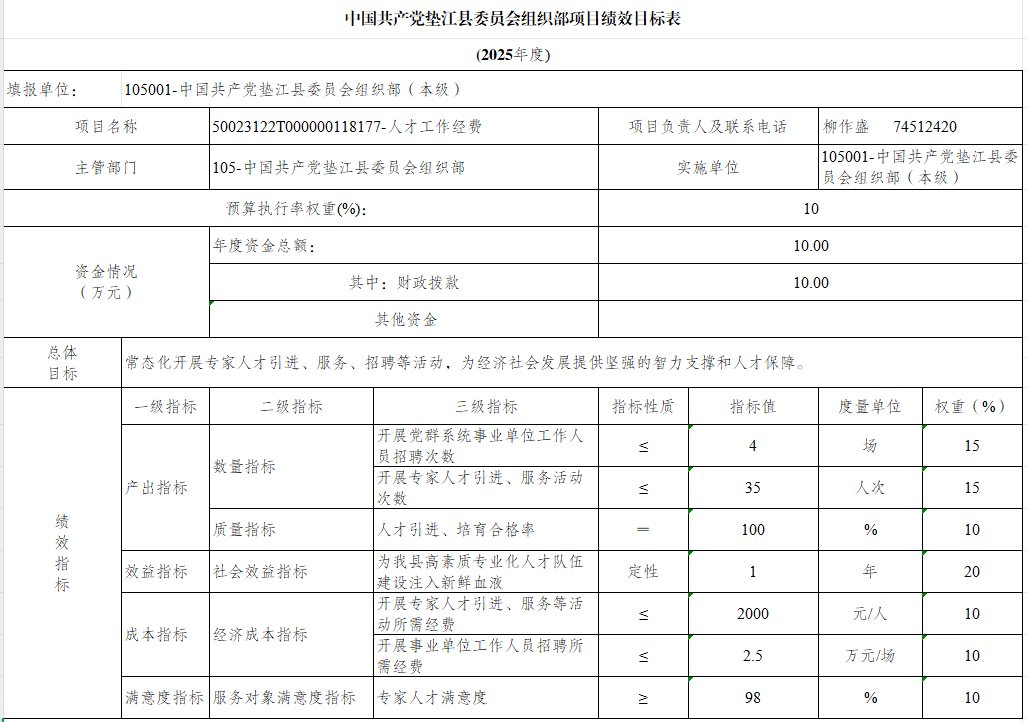 中国共产党垫江县委员会组织部项目绩效目标表
(2025年度)
填报单位： 105001-中国共产党垫江县委员会组织部（本级）
项目名称 50023122T000000118177-人才工作经费 项目负责人及联系电话 柳作盛 74512420
主管部门 105-中国共产党垫江县委员会组织部 实施单位 105001-中国共产党垫江县委
员会组织部（本级）
预算执行率权重(%)： 10
资金情况
（万元）
年度资金总额： 10.00
其中：财政拨款 10.00
其他资金
总体
目标
常态化开展专家人才引进、服务、招聘等活动，为经济社会发展提供坚强的智力支撑和人才保障。
绩
效
指
标
一级指标 二级指标 三级指标 指标性质 指标值 度量单位 权重（%）
产出指标 数量指标 开展党群系统事业单位工作人
员招聘次数 ≤ 4 场 15
开展专家人才引进、服务活动
次数 ≤ 35 人次 15
质量指标 人才引进、培育合格率 ＝ 100 % 10
效益指标 社会效益指标 为我县高素质专业化人才队伍
建设注入新鲜血液 定性 1 年 20
成本指标 经济成本指标 开展专家人才引进、服务等活
动所需经费 ≤ 2000 元/人 10
开展事业单位工作人员招聘所
需经费 ≤ 2.5 万元/场 10
满意度指标 服务对象满意度指标 专家人才满意度 ≥ 98 % 10